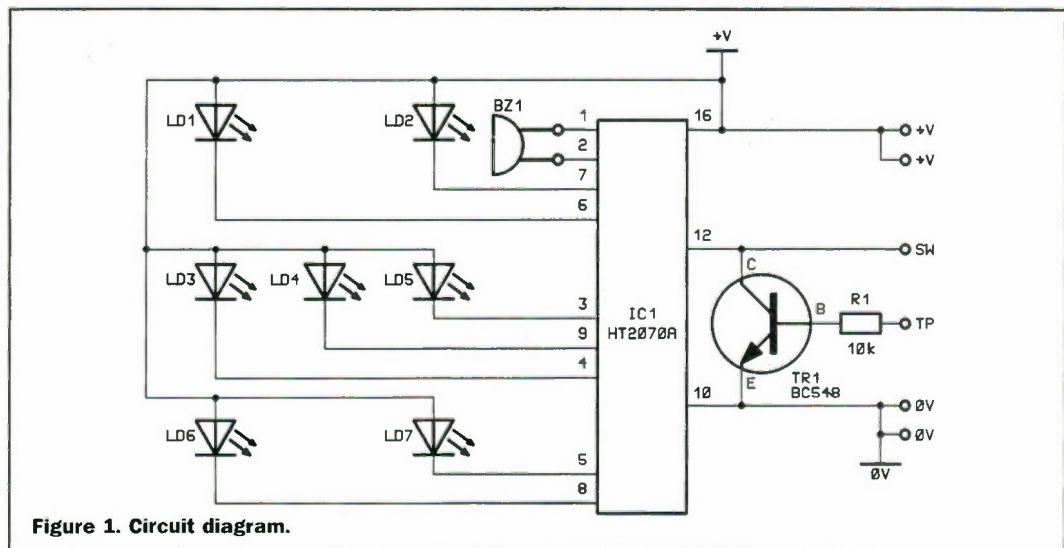 +V
LD1
LD2
BZ1
1
16
+V
2
+V
7
6
12
SW
C
LD3
LD4
LD5
3
IC1
HT2070A
B
R1
TP
9
10k
4
E
TR1
BC548
10
0V
LD6
LD7
0V
5
8
0V
Figure 1. Circuit diagram.